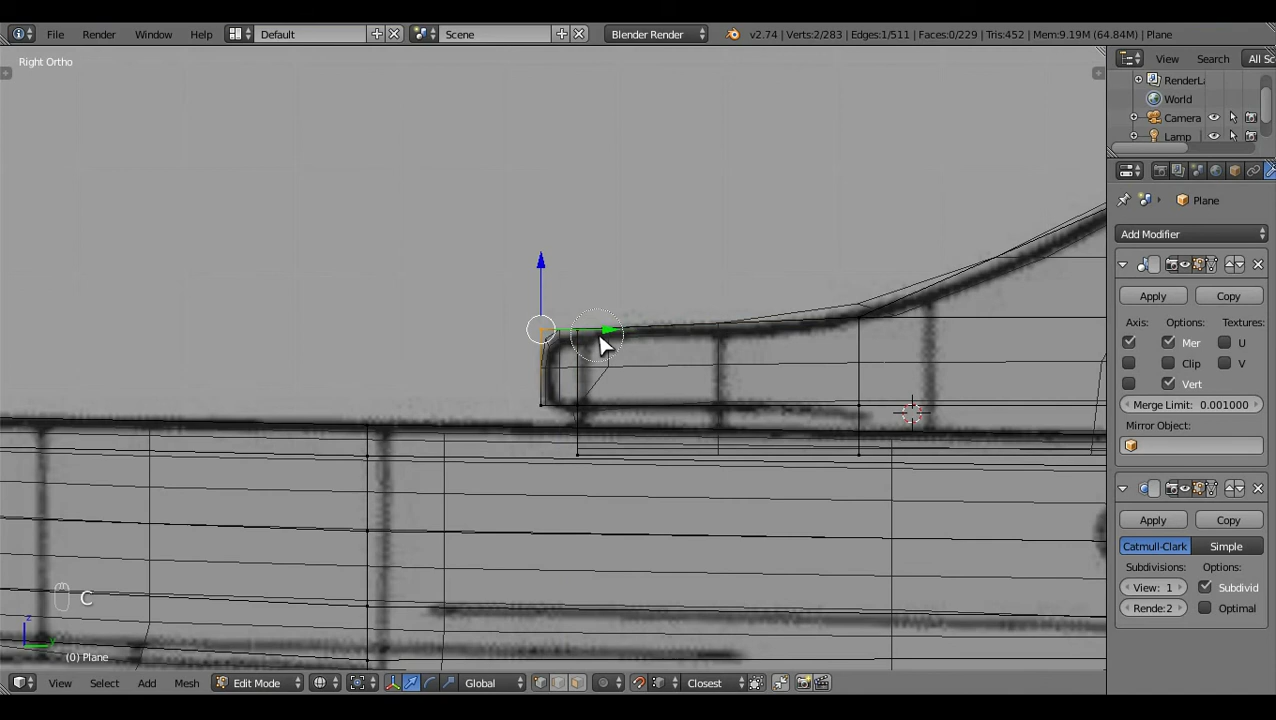 File Render Window Help Default Scene Blender Render v2.74 | Verts:2/283 | Edges:1/511 | Faces:0/229 | Tris:452 | Mem:9.19M (64.84M) | Plane
Right Ortho
View Search All Sc
RenderLa
World
Camera
Lamp
Plane
Add Modifier
Apply Copy
Axis: Options: Textures:
Mer U
Clip V
Vert
Merge Limit: 0.001000
Mirror Object:
Apply Copy
Catmull-Clark Simple
Subdivisions: Options:
View: 1 Subdivid
Rende:2 Optimal
C
z
y
(0) Plane
View Select Add Mesh Edit Mode Global Closest